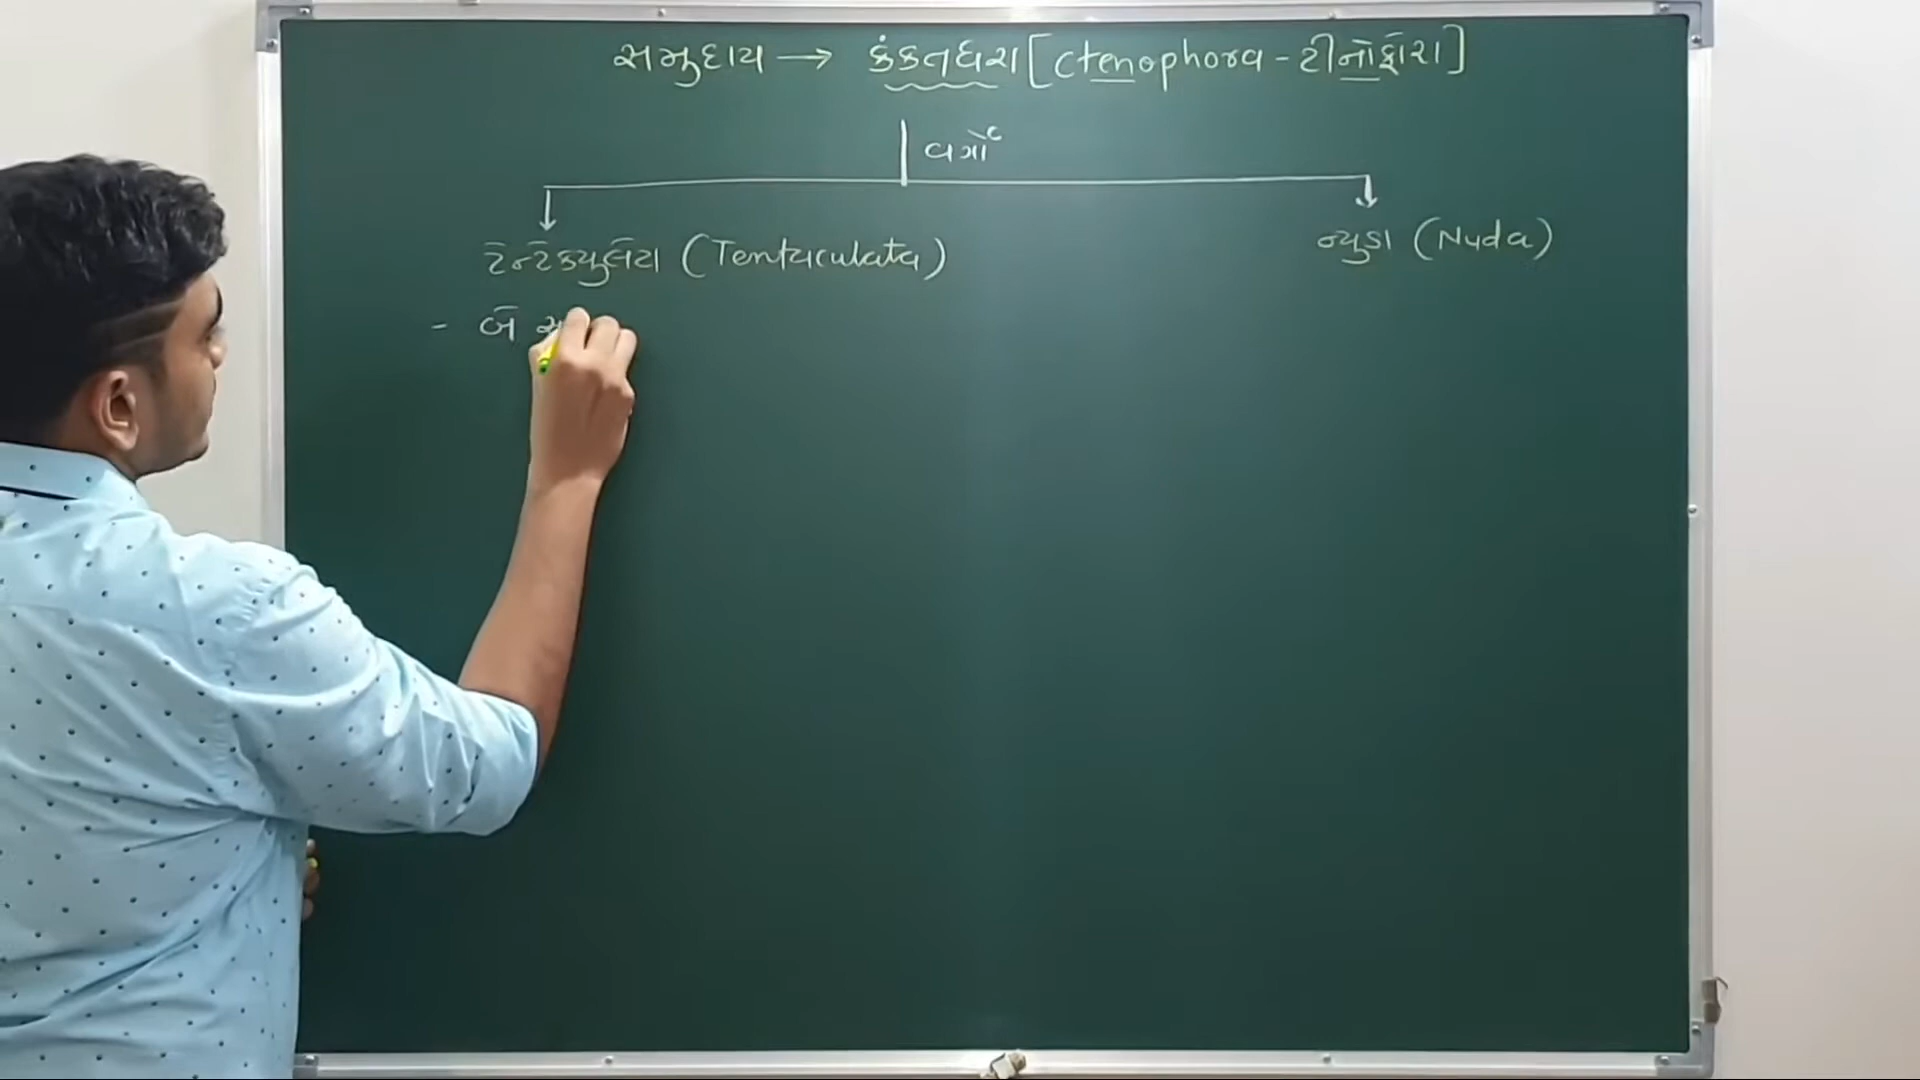 સમુદાય → કંકતધરા [Ctenophora - ટીનોફોરા]
વર્ગો
ટેન્ટેક્યુલેટા (Tentaculata)
ન્યુડા (Nuda)
- બે